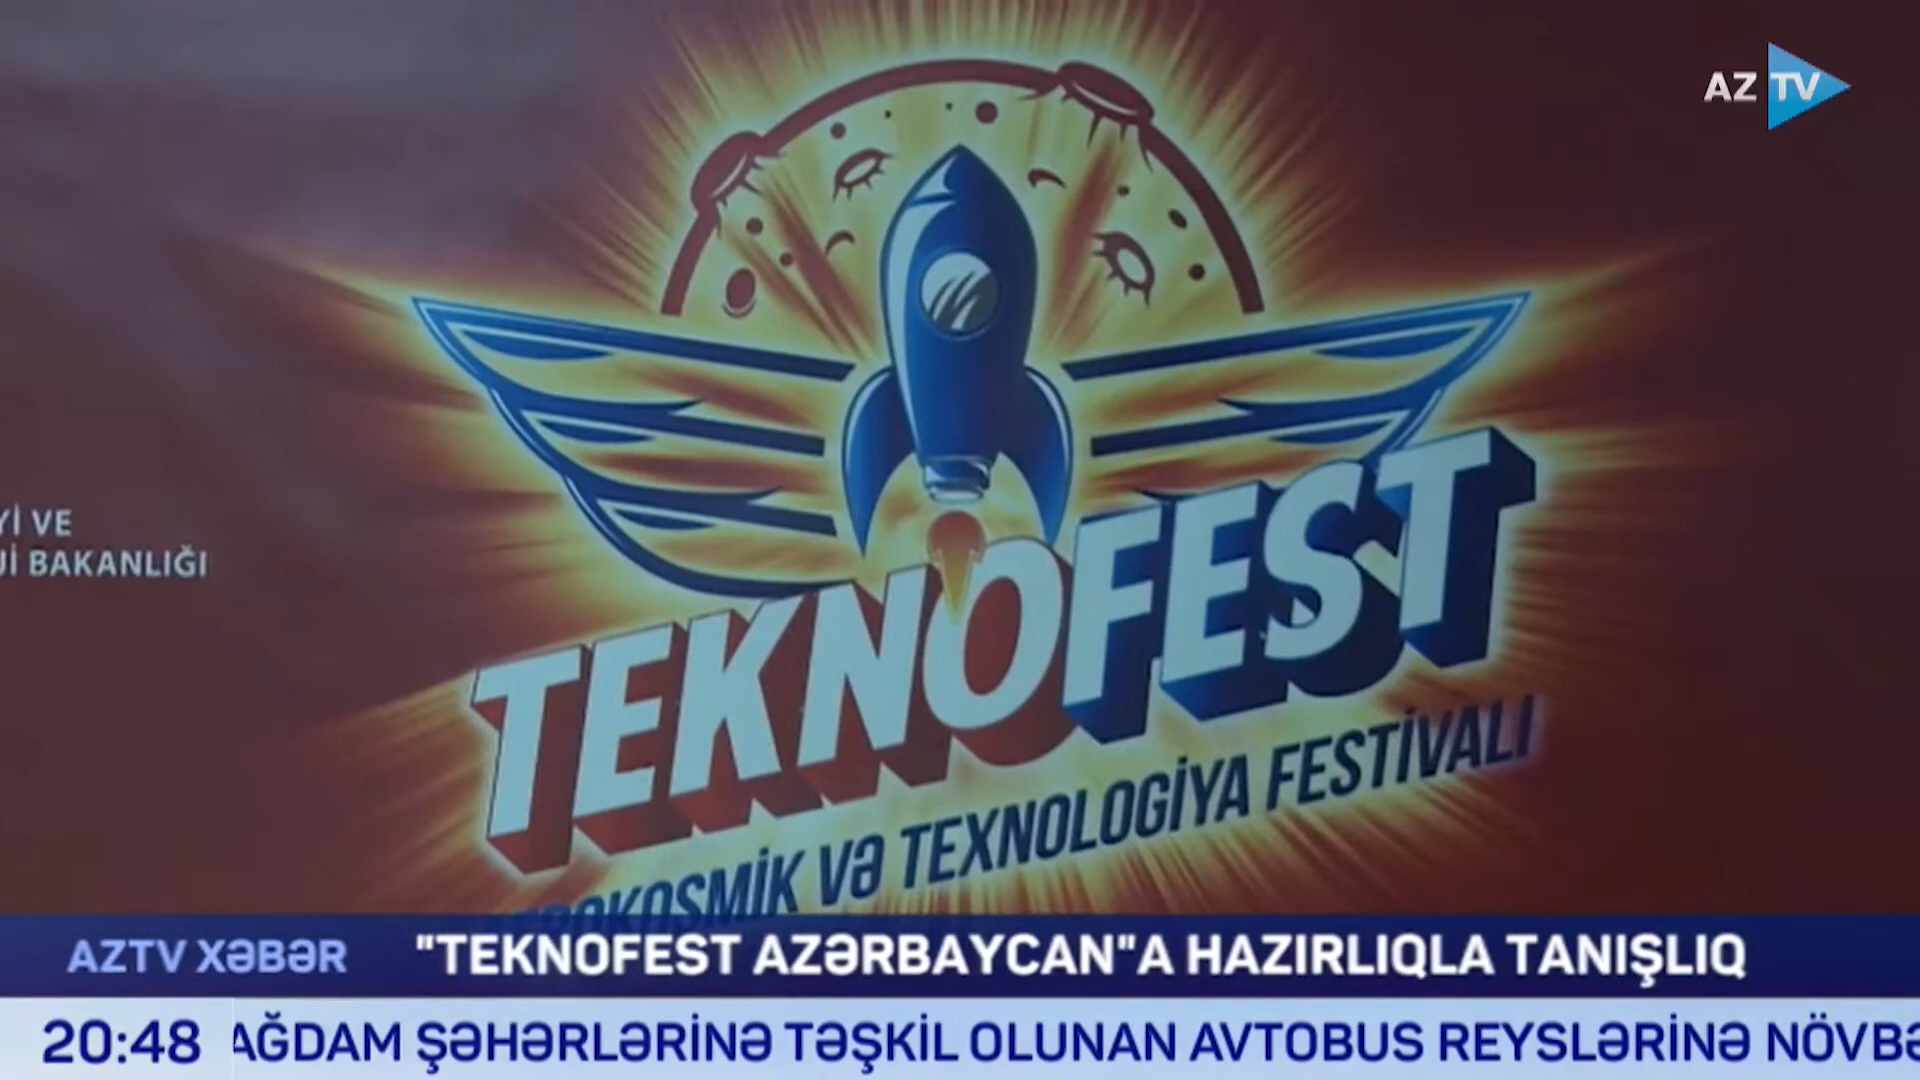 AZ TV
Yİ VE
Jİ BAKANLIĞI
TEKNOFEST
VƏ TEXNOLOGİYA FESTİVALI
AZTV XƏBƏR "TEKNOFEST AZƏRBAYCAN"A HAZIRLIQLA TANIŞLIQ
20:48 AĞDAM ŞƏHƏRLƏRİNƏ TƏŞKİL OLUNAN AVTOBUS REYSLƏRİNƏ NÖVBƏ